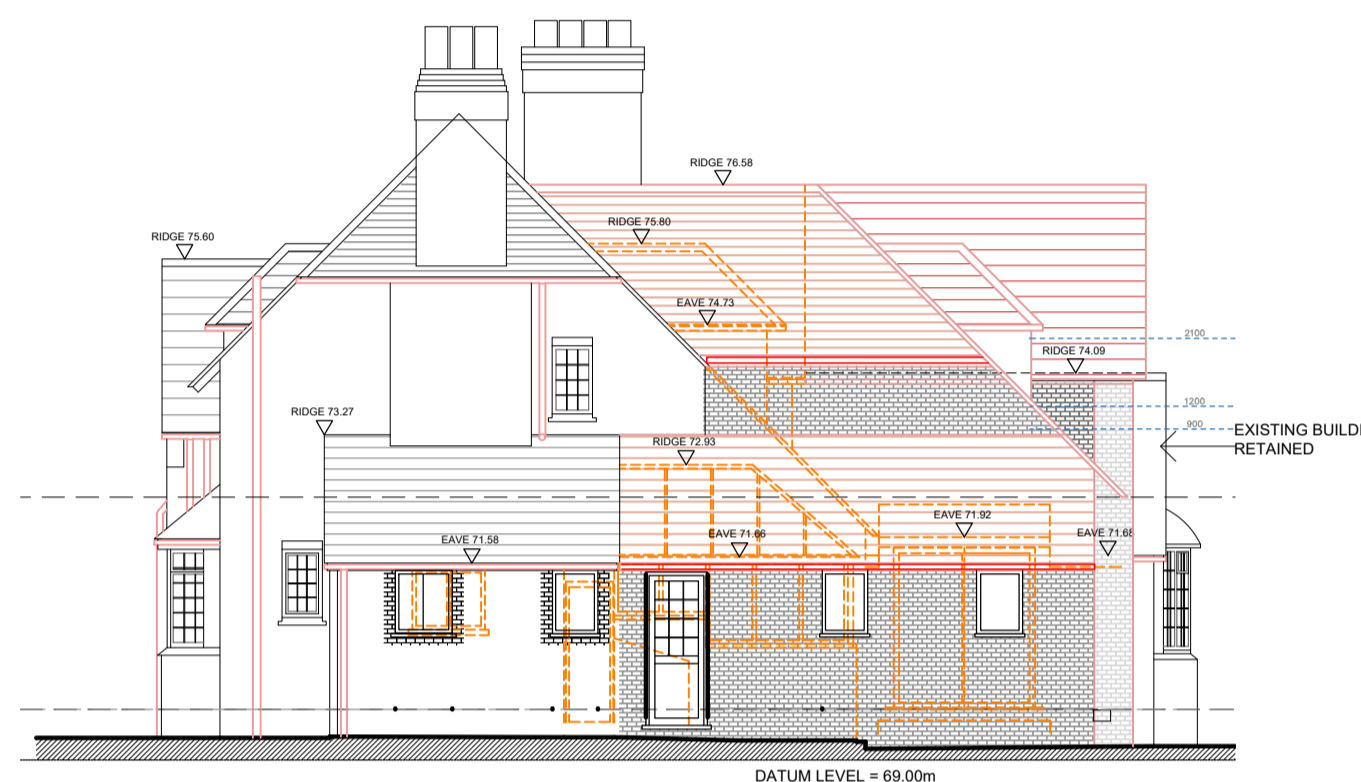 RIDGE 76.58
RIDGE 75.80
RIDGE 75.60
EAVE 74.73
2100
RIDGE 74.09
1200
RIDGE 73.27
900
EXISTING BUILDI
RETAINED
RIDGE 72.93
EAVE 71.92
EAVE 71.58
EAVE 71.66
EAVE 71.68
DATUM LEVEL = 69.00m